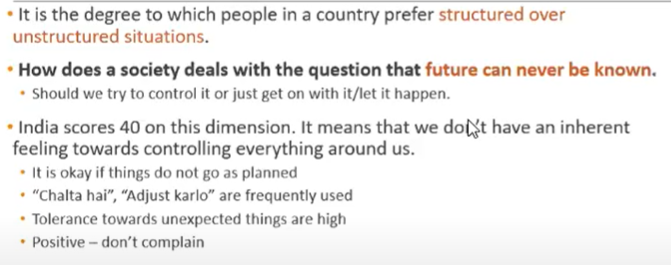 • It is the degree to which people in a country prefer structured over
unstructured situations.
• How does a society deals with the question that future can never be known.
• Should we try to control it or just get on with it/let it happen.
• India scores 40 on this dimension. It means that we don't have an inherent
feeling towards controlling everything around us.
• It is okay if things do not go as planned
• “Chalta hai”, “Adjust karlo” are frequently used
• Tolerance towards unexpected things are high
• Positive – don’t complain